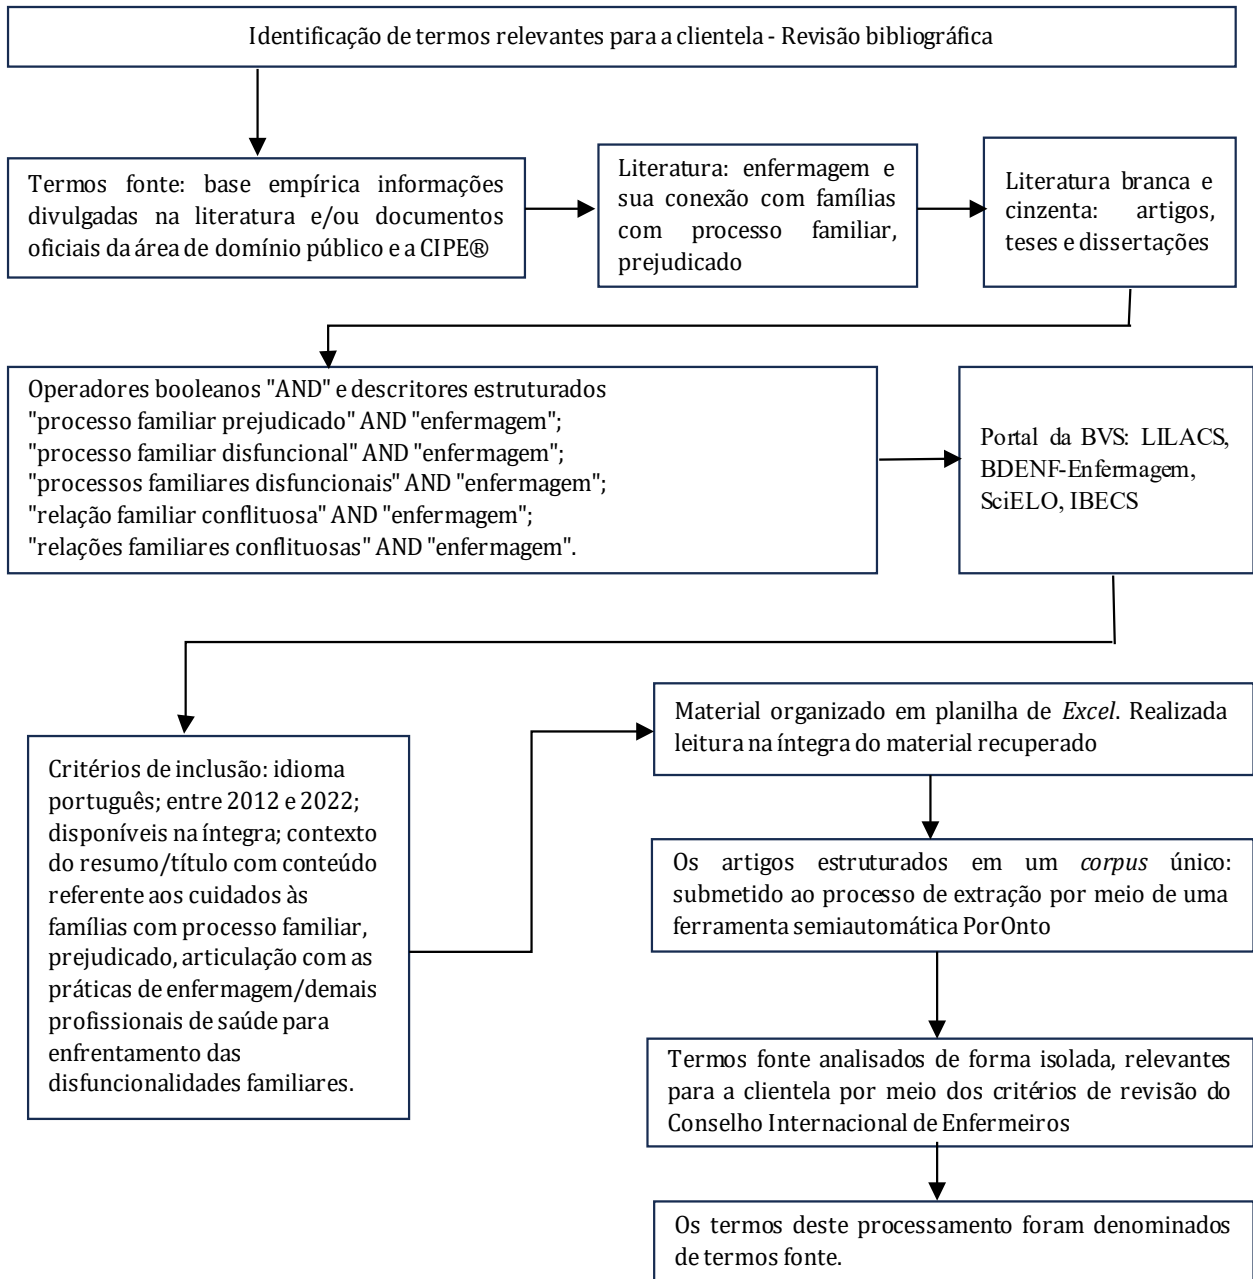 Identificação de termos relevantes para a clientela - Revisão bibliográfica
Termos fonte: base empírica informações
divulgadas na literatura e/ou documentos
oficiais da área de domínio público e a CIPE®
Literatura: enfermagem e
sua conexão com famílias
com processo familiar,
prejudicado
Literatura branca e
cinzenta: artigos,
teses e dissertações
Operadores booleanos "AND" e descritores estruturados
"processo familiar prejudicado" AND "enfermagem";
"processo familiar disfuncional" AND "enfermagem";
"processos familiares disfuncionais" AND "enfermagem";
"relação familiar conflituosa" AND "enfermagem";
"relações familiares conflituosas" AND "enfermagem".
Portal da BVS: LILACS,
BDENF-Enfermagem,
SciELO, IBECS
Critérios de inclusão: idioma
português; entre 2012 e 2022;
disponíveis na íntegra; contexto
do resumo/título com conteúdo
referente aos cuidados às
famílias com processo familiar,
prejudicado, articulação com as
práticas de enfermagem/demais
profissionais de saúde para
enfrentamento das
disfuncionalidades familiares.
Material organizado em planilha de Excel. Realizada
leitura na íntegra do material recuperado
Os artigos estruturados em um corpus único:
submetido ao processo de extração por meio de uma
ferramenta semiautomática PorOnto
Termos fonte analisados de forma isolada, relevantes
para a clientela por meio dos critérios de revisão do
Conselho Internacional de Enfermeiros
Os termos deste processamento foram denominados
de termos fonte.